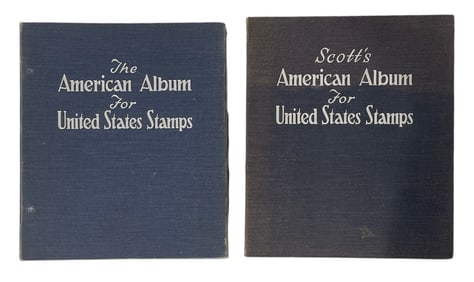 The
American Album
For
United States Stamps
Scott's
American Album
For
United States Stamps